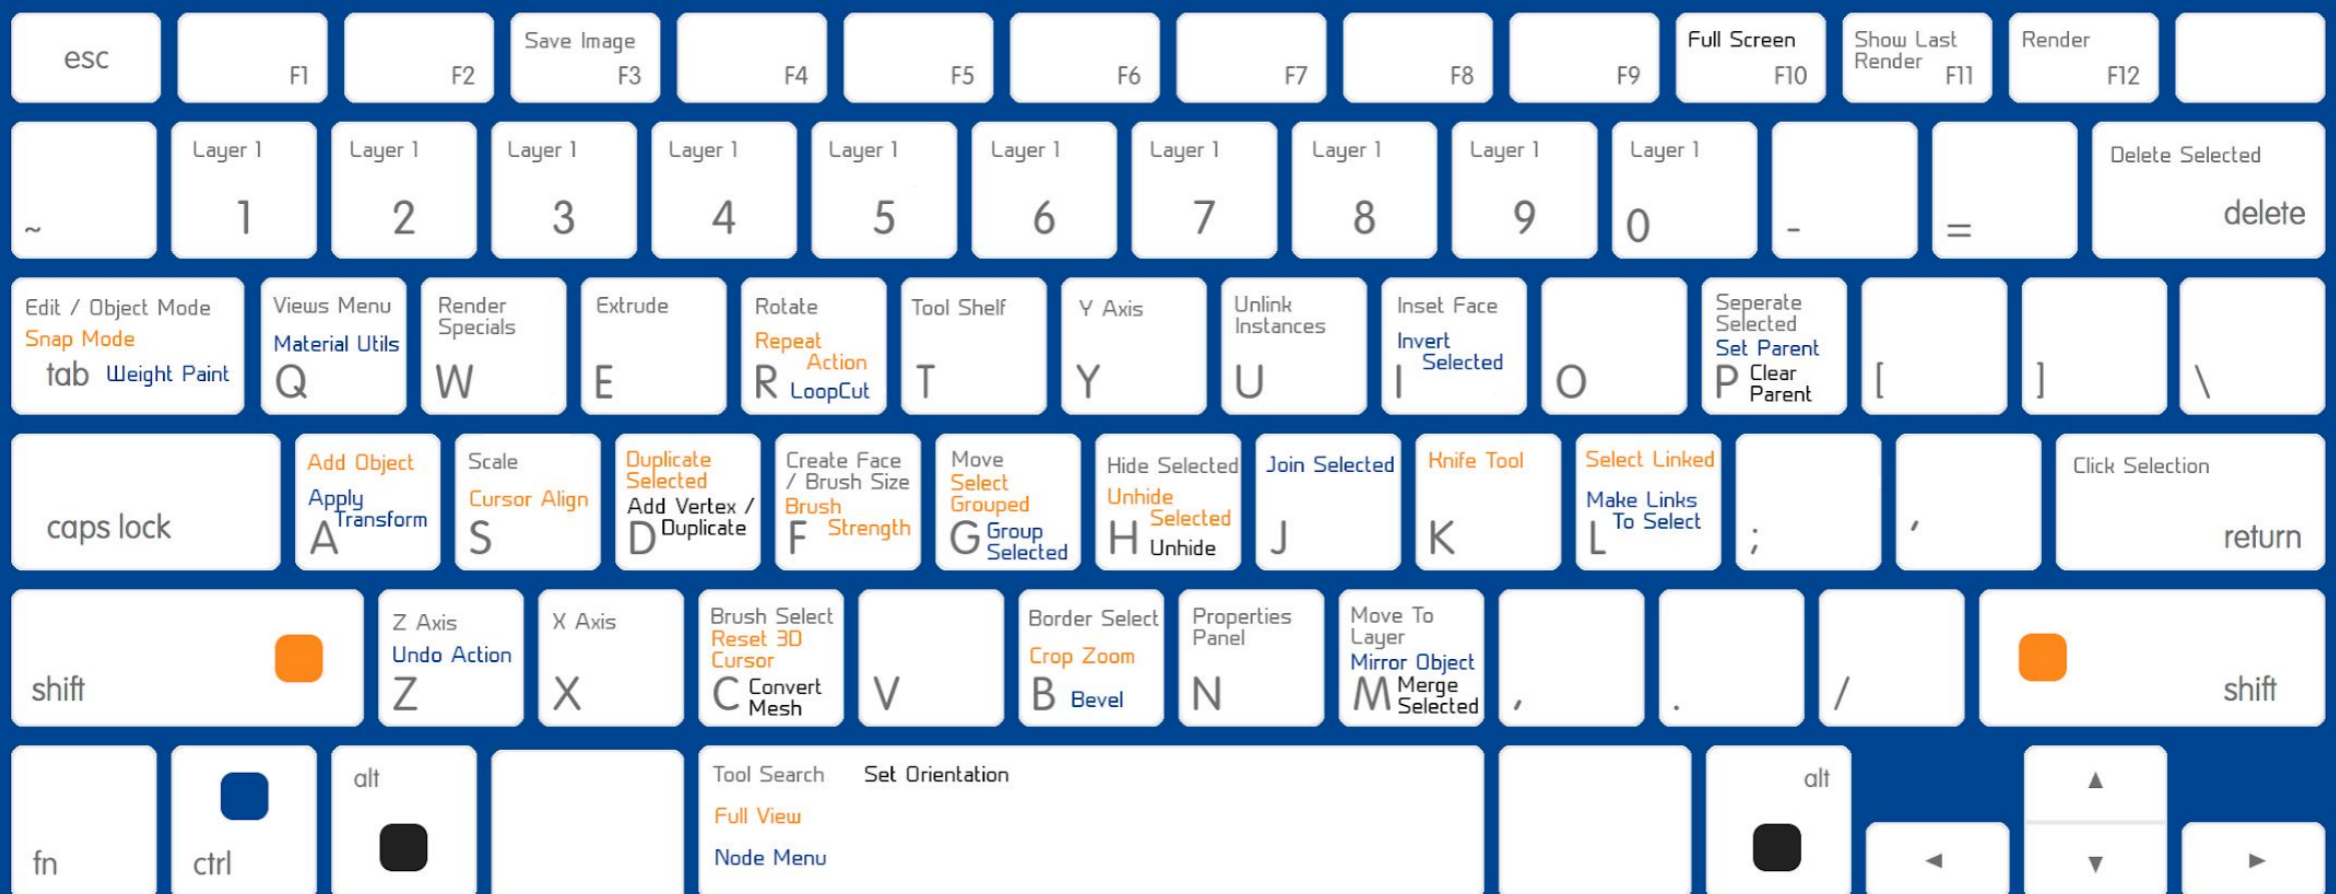 esc
F1
F2
Save Image
F3
F4
F5
F6
F7
F8
F9
Full Screen
F10
Show Last
Render
F11
Render
F12
~
Layer 1
1
Layer 1
2
Layer 1
3
Layer 1
4
Layer 1
5
Layer 1
6
Layer 1
7
Layer 1
8
Layer 1
9
Layer 1
0
-
=
Delete Selected
delete
Edit / Object Mode
Snap Mode
tab Weight Paint
Views Menu
Material Utils
Q
Render
Specials
W
Extrude
E
Rotate
Repeat
Action
R LoopCut
Tool Shelf
T
Y Axis
Y
Unlink
Instances
U
Inset Face
Invert
Selected
I
O
Seperate
Selected
Set Parent
P Clear
Parent
[
]
\
caps lock
Add Object
Apply
Transform
A
Scale
Cursor Align
S
Duplicate
Selected
Add Vertex /
Duplicate
D
Create Face
/ Brush Size
Brush
Strength
F
Move
Select
Grouped
G Group
Selected
Hide Selected
Unhide
Selected
H Unhide
Join Selected
J
Knife Tool
K
Select Linked
Make Links
To Select
L
;
'
Click Selection
return
shift
Z Axis
Undo Action
Z
X Axis
X
Brush Select
Reset 3D
Cursor
C Convert
Mesh
V
Border Select
Crop Zoom
B Bevel
Properties
Panel
N
Move To
Layer
Mirror Object
M Merge
Selected
,
.
/
shift
fn
ctrl
alt
Tool Search Set Orientation
Full View
Node Menu
alt
▲
◄
▼
►